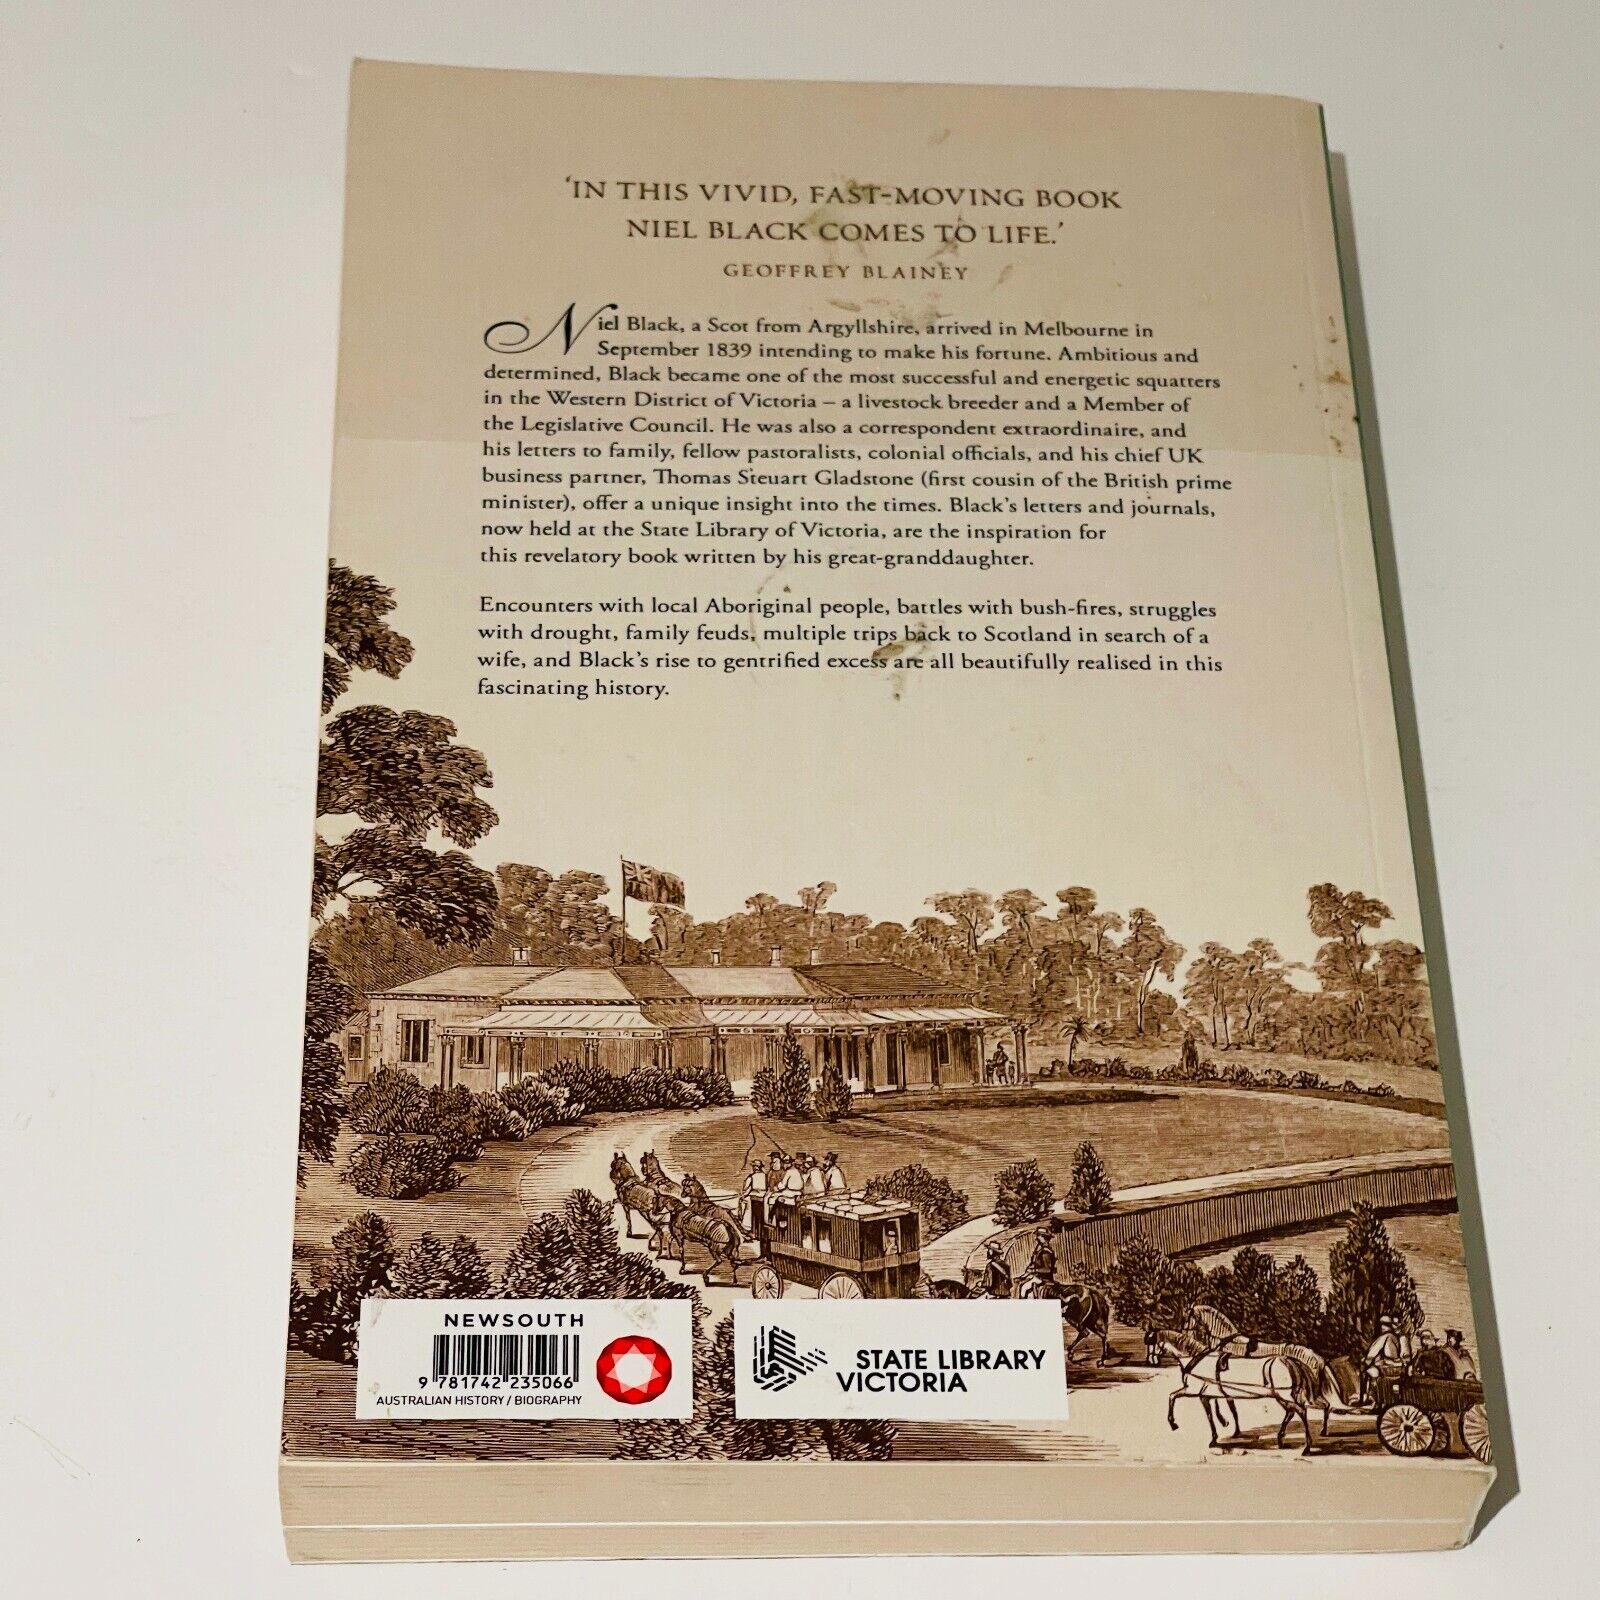 ‘IN THIS VIVID, FAST-MOVING BOOK
NIEL BLACK COMES TO LIFE.’
GEOFFREY BLAINEY
Niel Black, a Scot from Argyllshire, arrived in Melbourne in
September 1839 intending to make his fortune. Ambitious and
determined, Black became one of the most successful and energetic squatters
in the Western District of Victoria – a livestock breeder and a Member of
the Legislative Council. He was also a correspondent extraordinaire, and
his letters to family, fellow pastoralists, colonial officials, and his chief UK
business partner, Thomas Steuart Gladstone (first cousin of the British prime
minister), offer a unique insight into the times. Black’s letters and journals,
now held at the State Library of Victoria, are the inspiration for
this revelatory book written by his great-granddaughter.
Encounters with local Aboriginal people, battles with bush-fires, struggles
with drought, family feuds, multiple trips back to Scotland in search of a
wife, and Black’s rise to gentrified excess are all beautifully realised in this
fascinating history.
NEWSOUTH
9 781742 235066
AUSTRALIAN HISTORY / BIOGRAPHY
STATE LIBRARY
VICTORIA